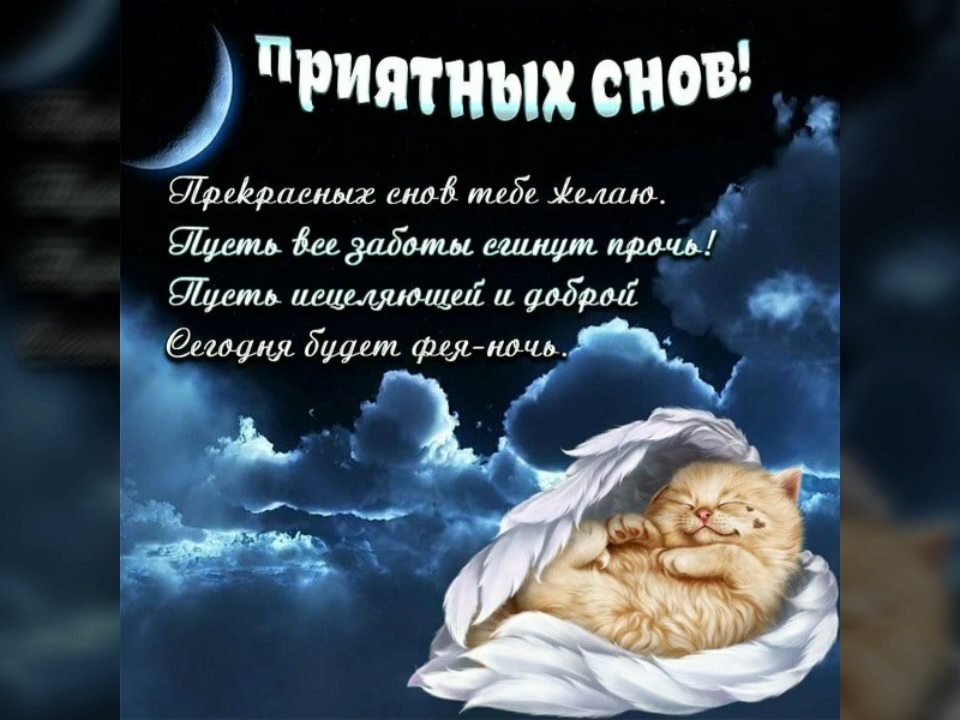 Приятных снов!
Прекрасных снов тебе желаю.
Пусть все заботы сгинут прочь!
Пусть исцеляющей и доброй
Сегодня будет фея-ночь.